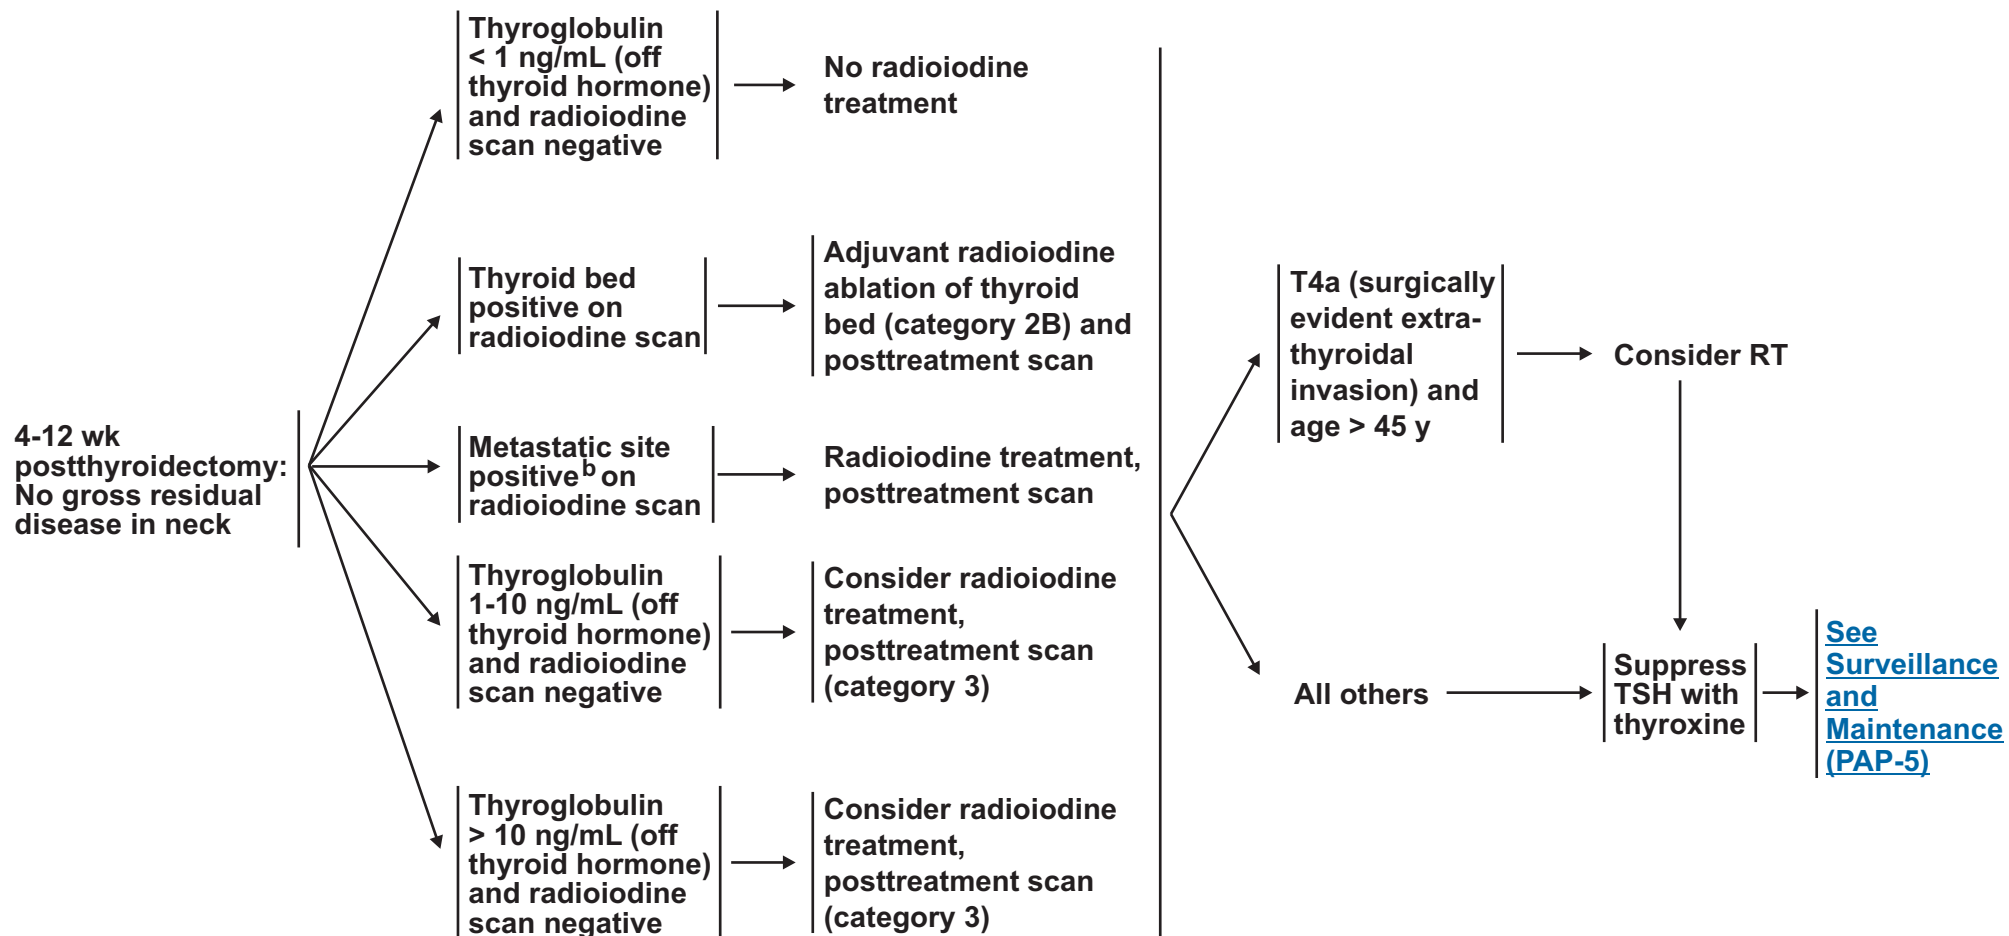 4-12 wk
postthyroidectomy:
No gross residual
disease in neck
Thyroglobulin
< 1 ng/mL (off
thyroid hormone)
and radioiodine
scan negative
No radioiodine
treatment
Thyroid bed
positive on
radioiodine scan
Adjuvant radioiodine
ablation of thyroid
bed (category 2B) and
posttreatment scan
Metastatic site
positive b on
radioiodine scan
Radioiodine treatment,
posttreatment scan
Thyroglobulin
1-10 ng/mL (off
thyroid hormone)
and radioiodine
scan negative
Consider radioiodine
treatment,
posttreatment scan
(category 3)
Thyroglobulin
> 10 ng/mL (off
thyroid hormone)
and radioiodine
scan negative
Consider radioiodine
treatment,
posttreatment scan
(category 3)
T4a (surgically
evident extra-
thyroidal
invasion) and
age > 45 y
Consider RT
All others
Suppress
TSH with
thyroxine
See
Surveillance
and
Maintenance
(PAP-5)